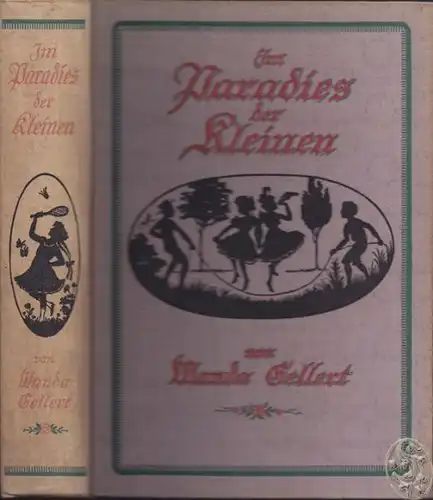 Im
Paradies
der
Kleinen
von
Wanda
Gellert
Im
Paradies
der
Kleinen
von
Wanda Gellert